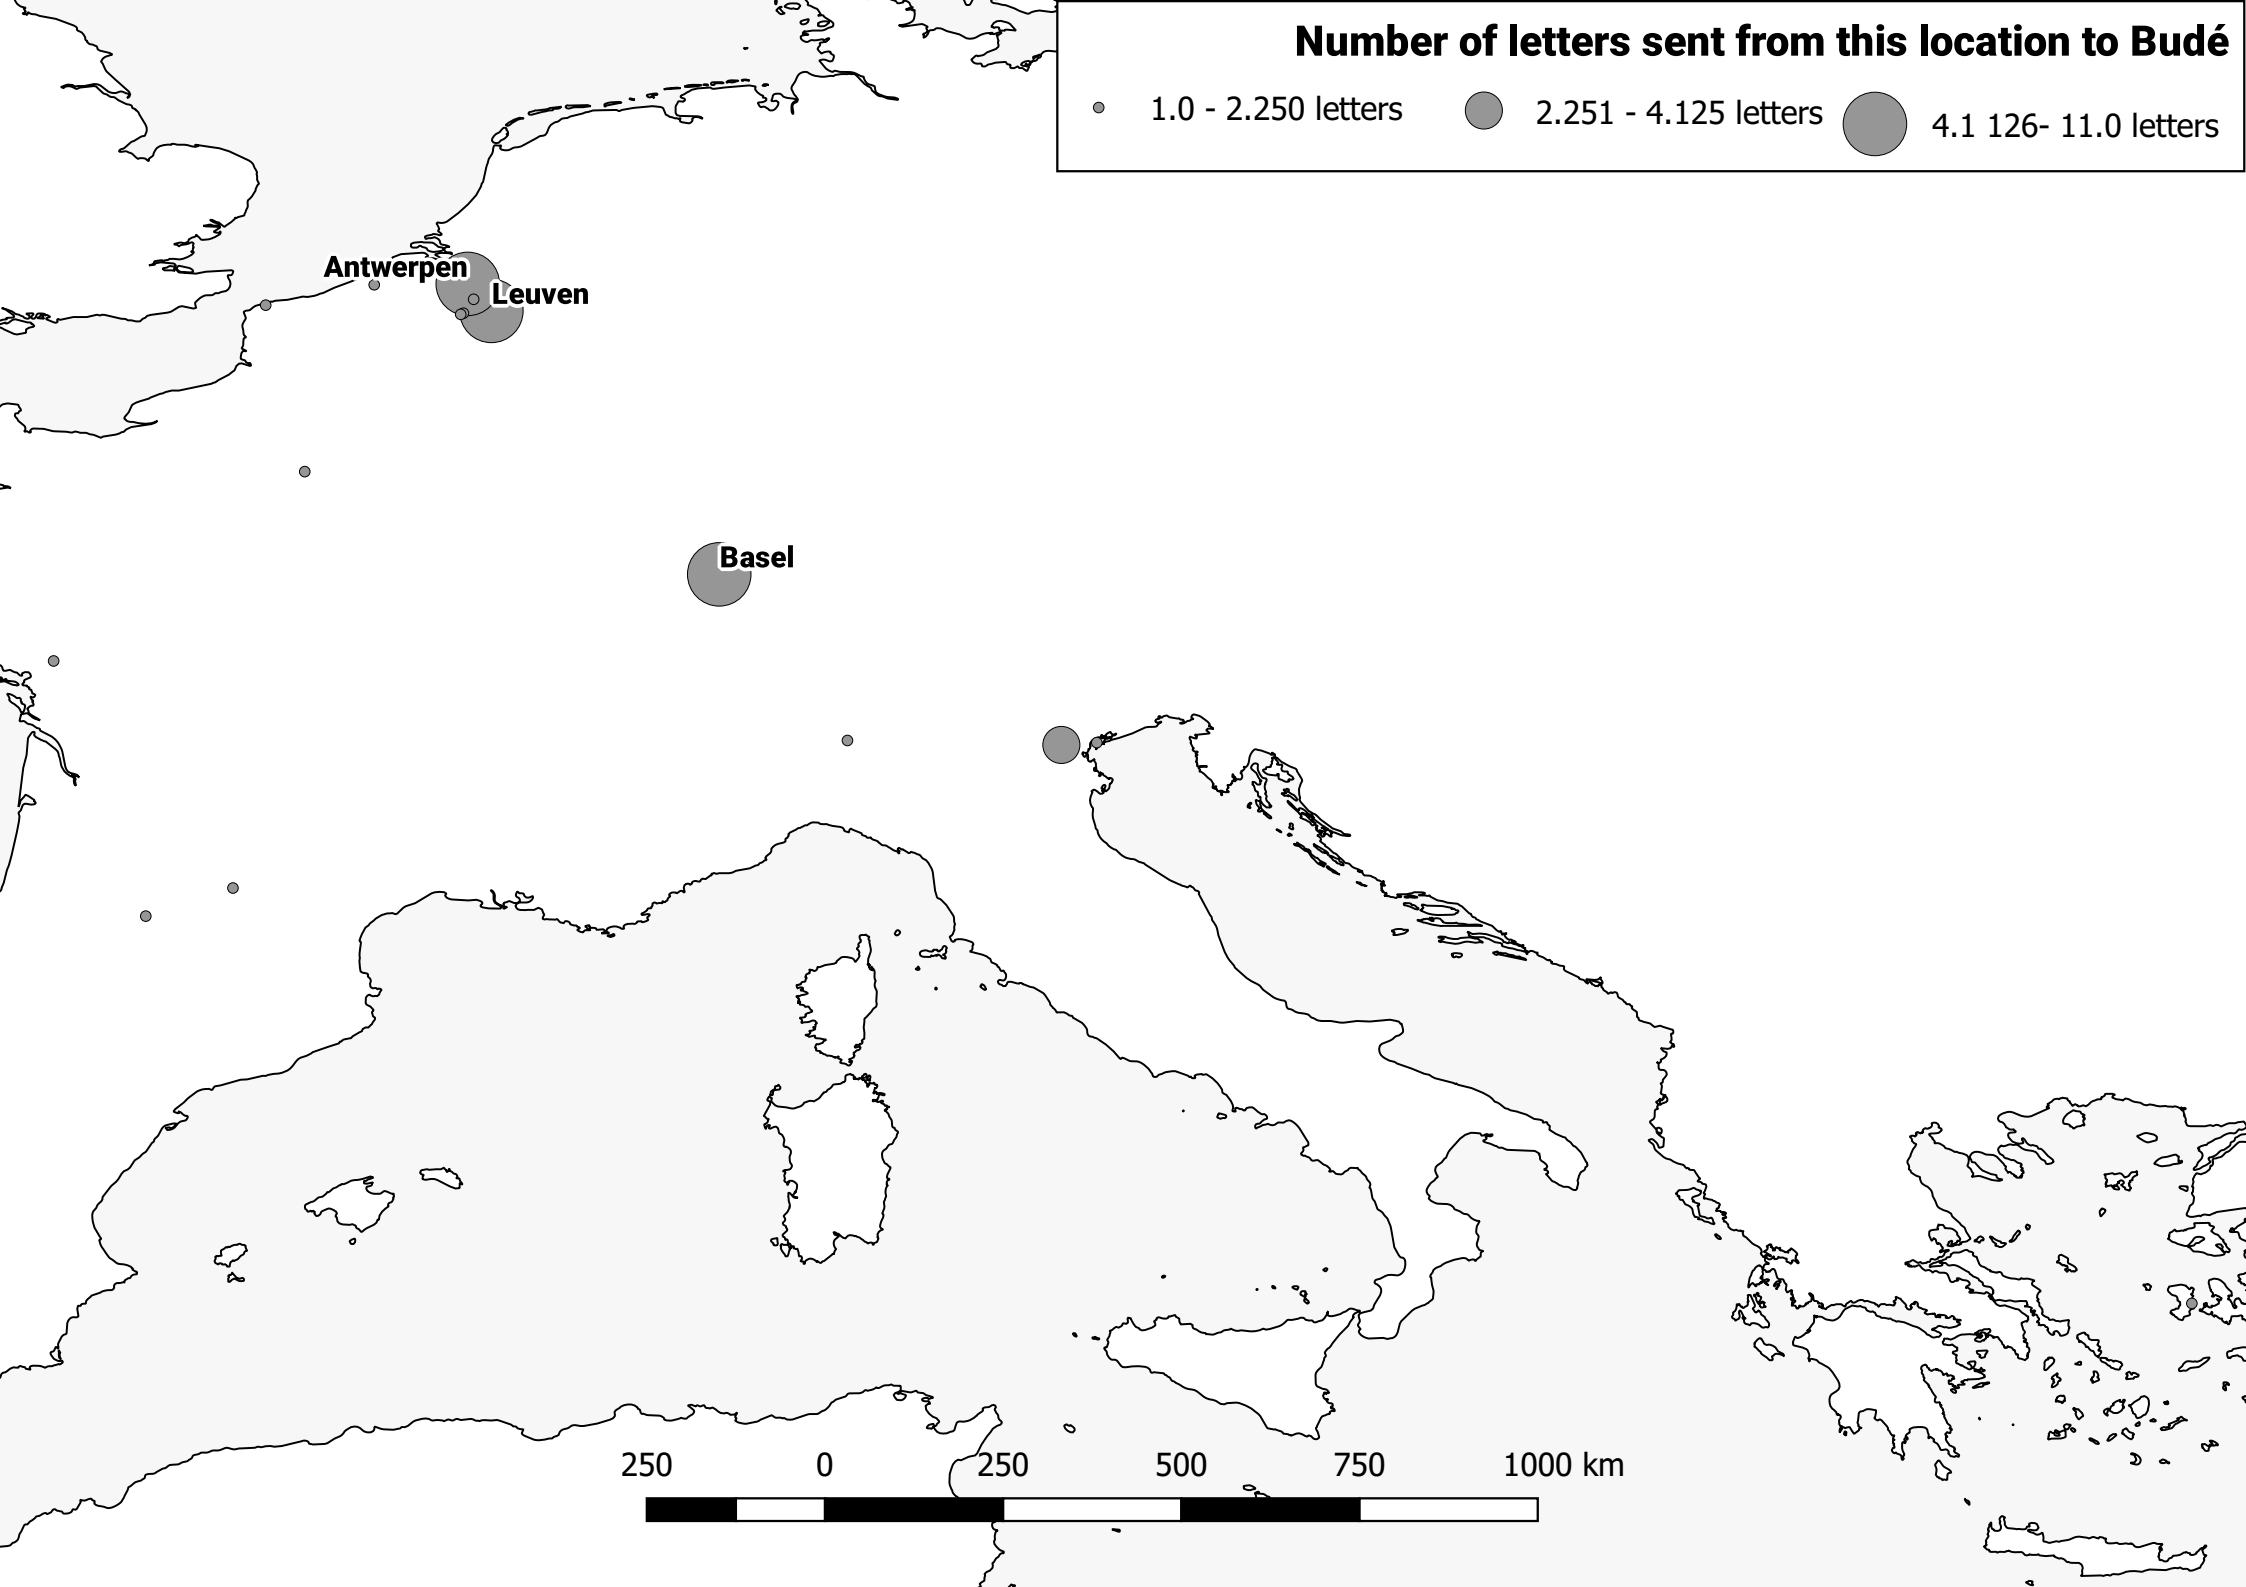 Number of letters sent from this location to Budé
1.0 - 2.250 letters
2.251 - 4.125 letters
4.1 126- 11.0 letters
Antwerpen
Leuven
Basel
250 0 250 500 750 1000 km